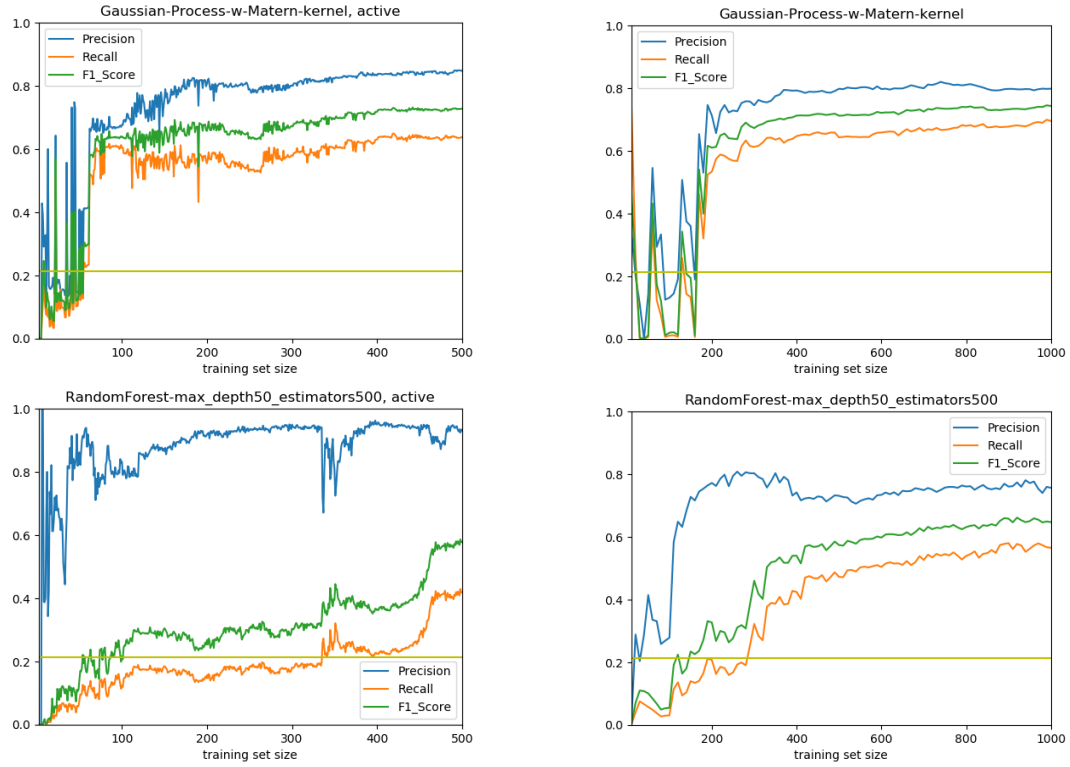 Gaussian-Process-w-Matern-kernel, active
1.0
0.8
0.6
0.4
0.2
0.0
Precision
Recall
F1_Score
100
200
300
400
500
training set size
Gaussian-Process-w-Matern-kernel
1.0
0.8
0.6
0.4
0.2
0.0
Precision
Recall
F1_Score
200
400
600
800
1000
training set size
RandomForest-max_depth50_estimators500, active
1.0
0.8
0.6
0.4
0.2
0.0
Precision
Recall
F1_Score
100
200
300
400
500
training set size
RandomForest-max_depth50_estimators500
1.0
0.8
0.6
0.4
0.2
0.0
Precision
Recall
F1_Score
200
400
600
800
1000
training set size